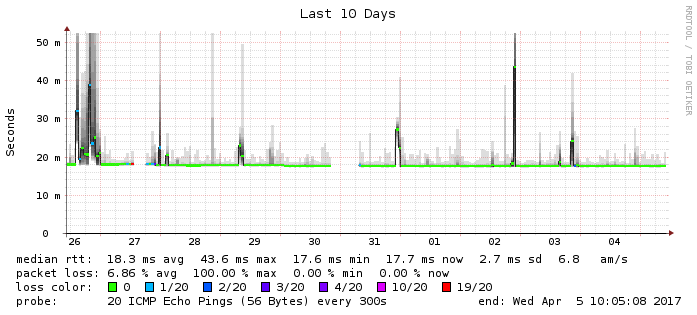 Last 10 Days
RRDTOOL / TOBI OETIKER
Seconds
50 m
40 m
30 m
20 m
10 m
0
26 27 28 29 30 31 01 02 03 04
median rtt: 18.3 ms avg 43.6 ms max 17.6 ms min 17.7 ms now 2.7 ms sd 6.8 am/s
packet loss: 6.86 % avg 100.00 % max 0.00 % min 0.00 % now
loss color: 0 1/20 2/20 3/20 4/20 10/20 19/20
probe: 20 ICMP Echo Pings (56 Bytes) every 300s end: Wed Apr 5 10:05:08 2017